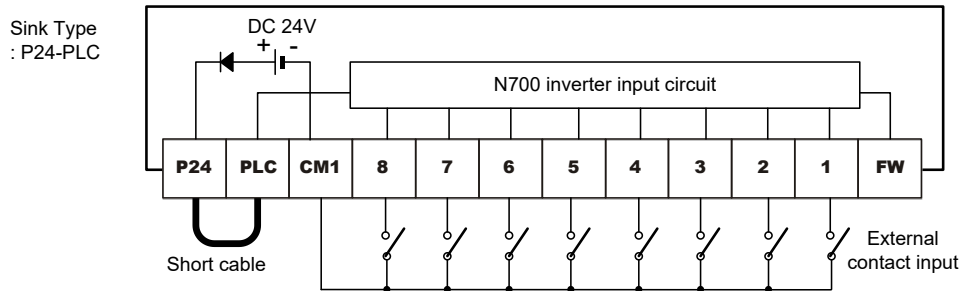 Sink Type
: P24-PLC
DC 24V
+ -
N700 inverter input circuit
P24 PLC CM1 8 7 6 5 4 3 2 1 FW
Short cable
External
contact input